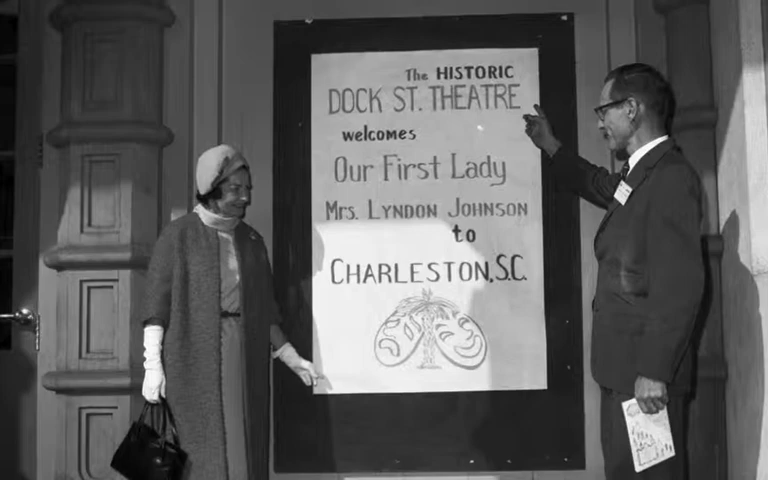 The HISTORIC
DOCK ST. THEATRE
welcomes
Our First Lady
Mrs. Lyndon Johnson
to
CHARLESTON, S.C.